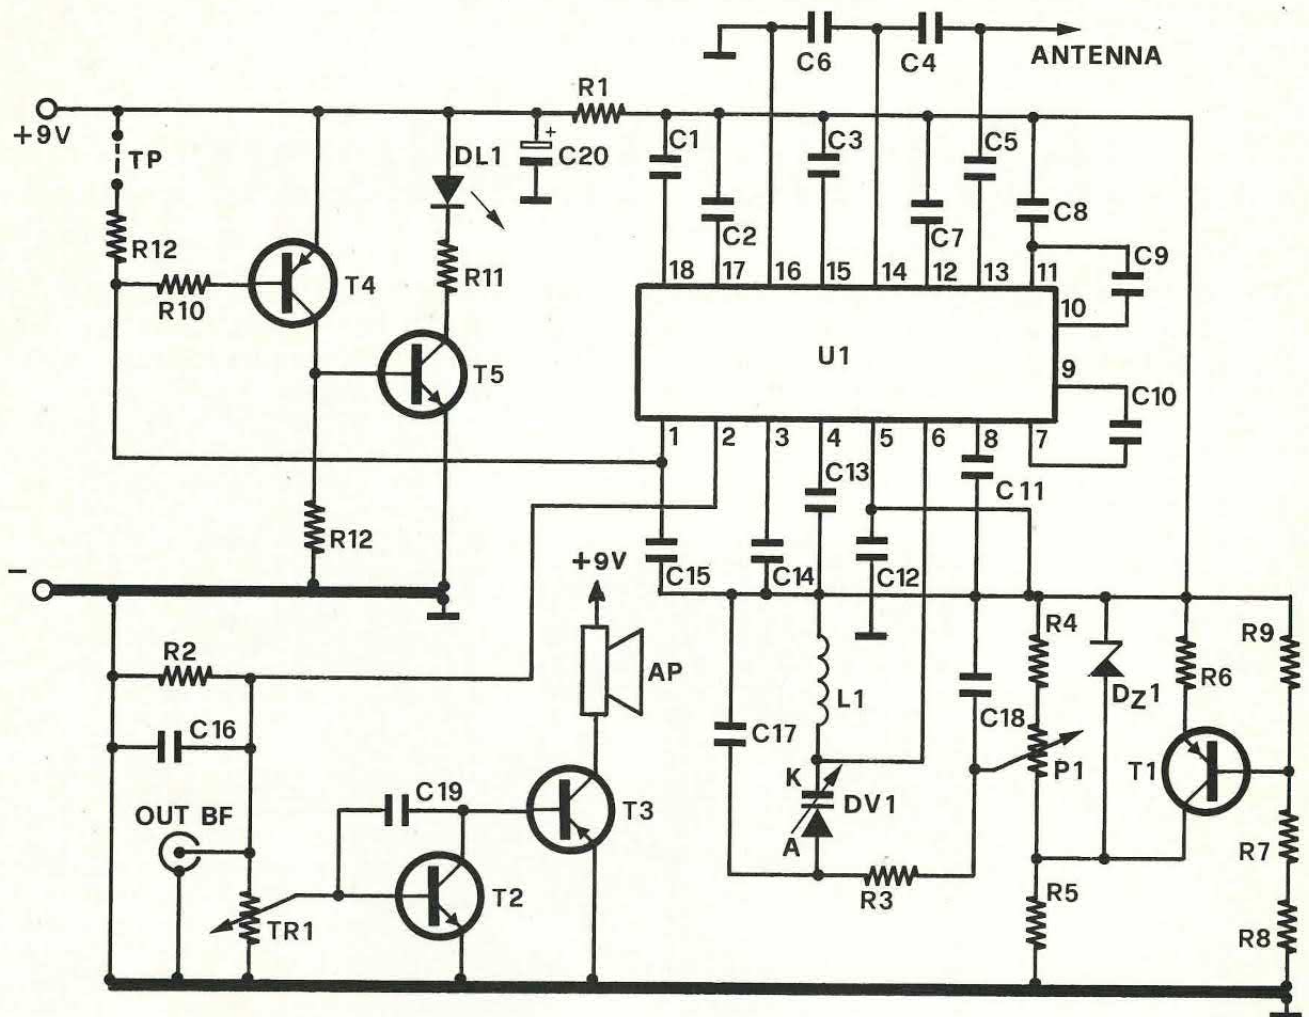 C6
C4
ANTENNA
R1
+9V
TP
DL1
+
C20
C1
C3
C5
R12
C2
C7
C8
C9
R10
T4
R11
18
17
16
15
14
12
13
11
10
U1
T5
9
C10
1
2
3
4
5
6
8
7
C13
C11
R12
–
+9V
C15
C14
C12
R4
R9
R2
AP
L1
R6
DZ1
C18
C16
C17
P1
T1
K
DV1
C19
T3
OUT BF
A
R7
R3
R5
T2
TR1
R8